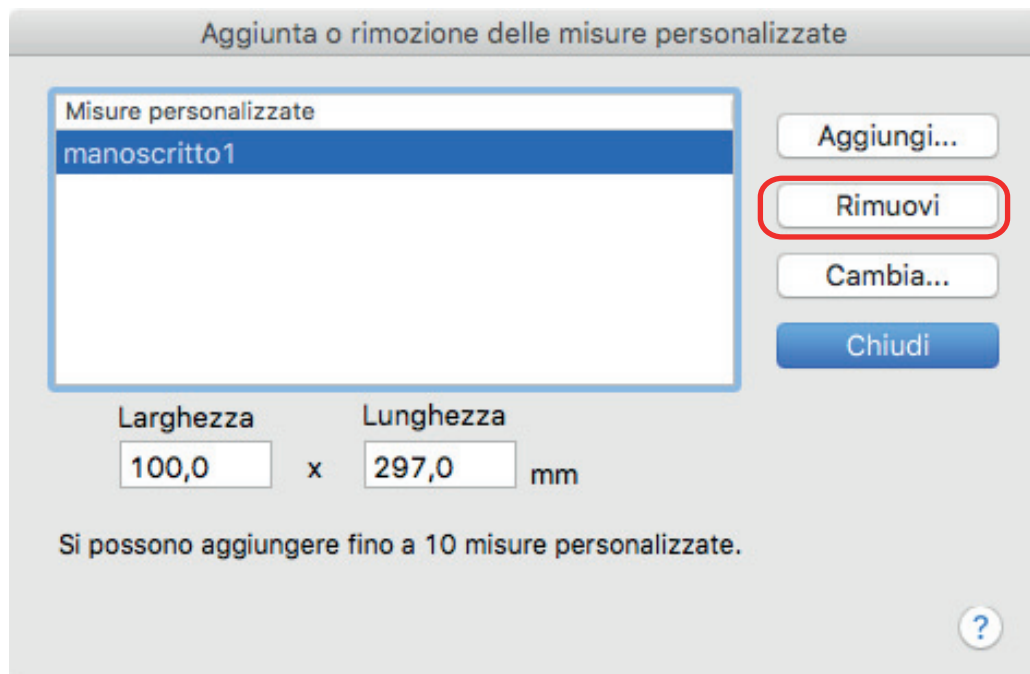 Aggiunta o rimozione delle misure personalizzate
Misure personalizzate
manoscritto1
Aggiungi...
Rimuovi
Cambia...
Chiudi
Larghezza Lunghezza
100,0 x 297,0 mm
Si possono aggiungere fino a 10 misure personalizzate.
?